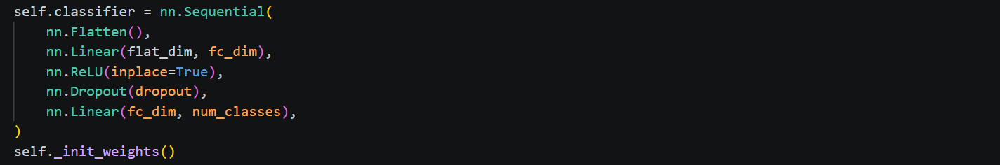 self.classifier = nn.Sequential(
    nn.Flatten(),
    nn.Linear(flat_dim, fc_dim),
    nn.ReLU(inplace=True),
    nn.Dropout(dropout),
    nn.Linear(fc_dim, num_classes),
)
self._init_weights()